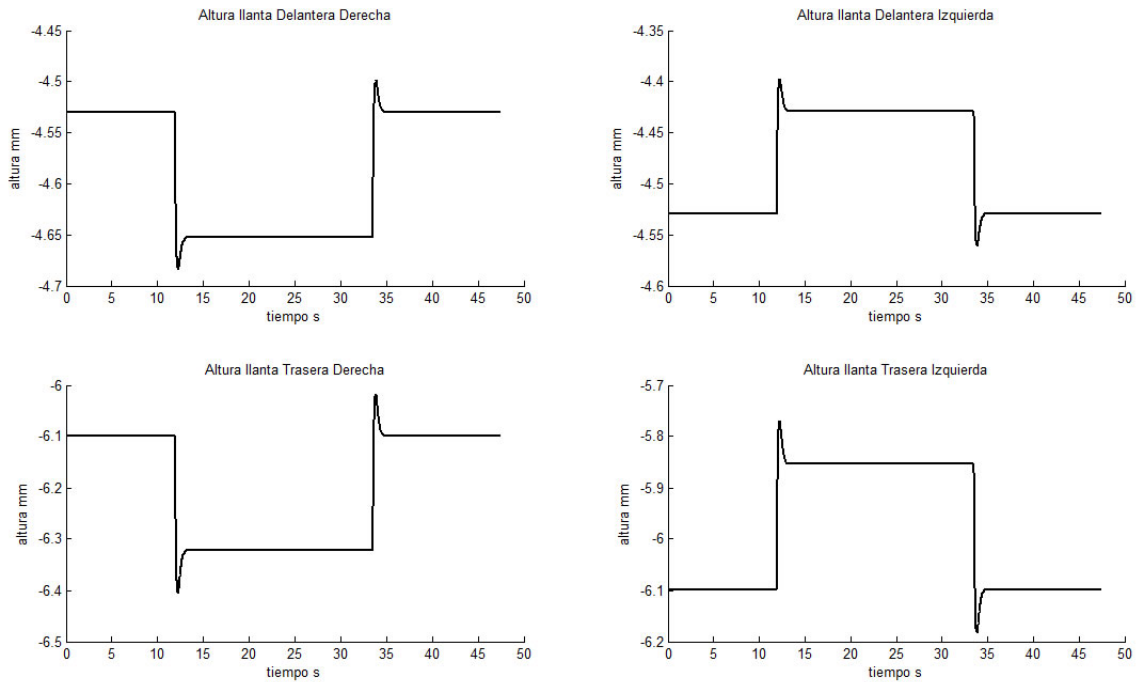 Altura llanta Delantera Derecha
-4.45
-4.5
-4.55
-4.6
-4.65
-4.7
altura mm
0 5 10 15 20 25 30 35 40 45 50
tiempo s
Altura llanta Delantera Izquierda
-4.35
-4.4
-4.45
-4.5
-4.55
-4.6
altura mm
0 5 10 15 20 25 30 35 40 45 50
tiempo s
Altura llanta Trasera Derecha
-6
-6.1
-6.2
-6.3
-6.4
-6.5
altura mm
0 5 10 15 20 25 30 35 40 45 50
tiempo s
Altura llanta Trasera Izquierda
-5.7
-5.8
-5.9
-6
-6.1
-6.2
altura mm
0 5 10 15 20 25 30 35 40 45 50
tiempo s